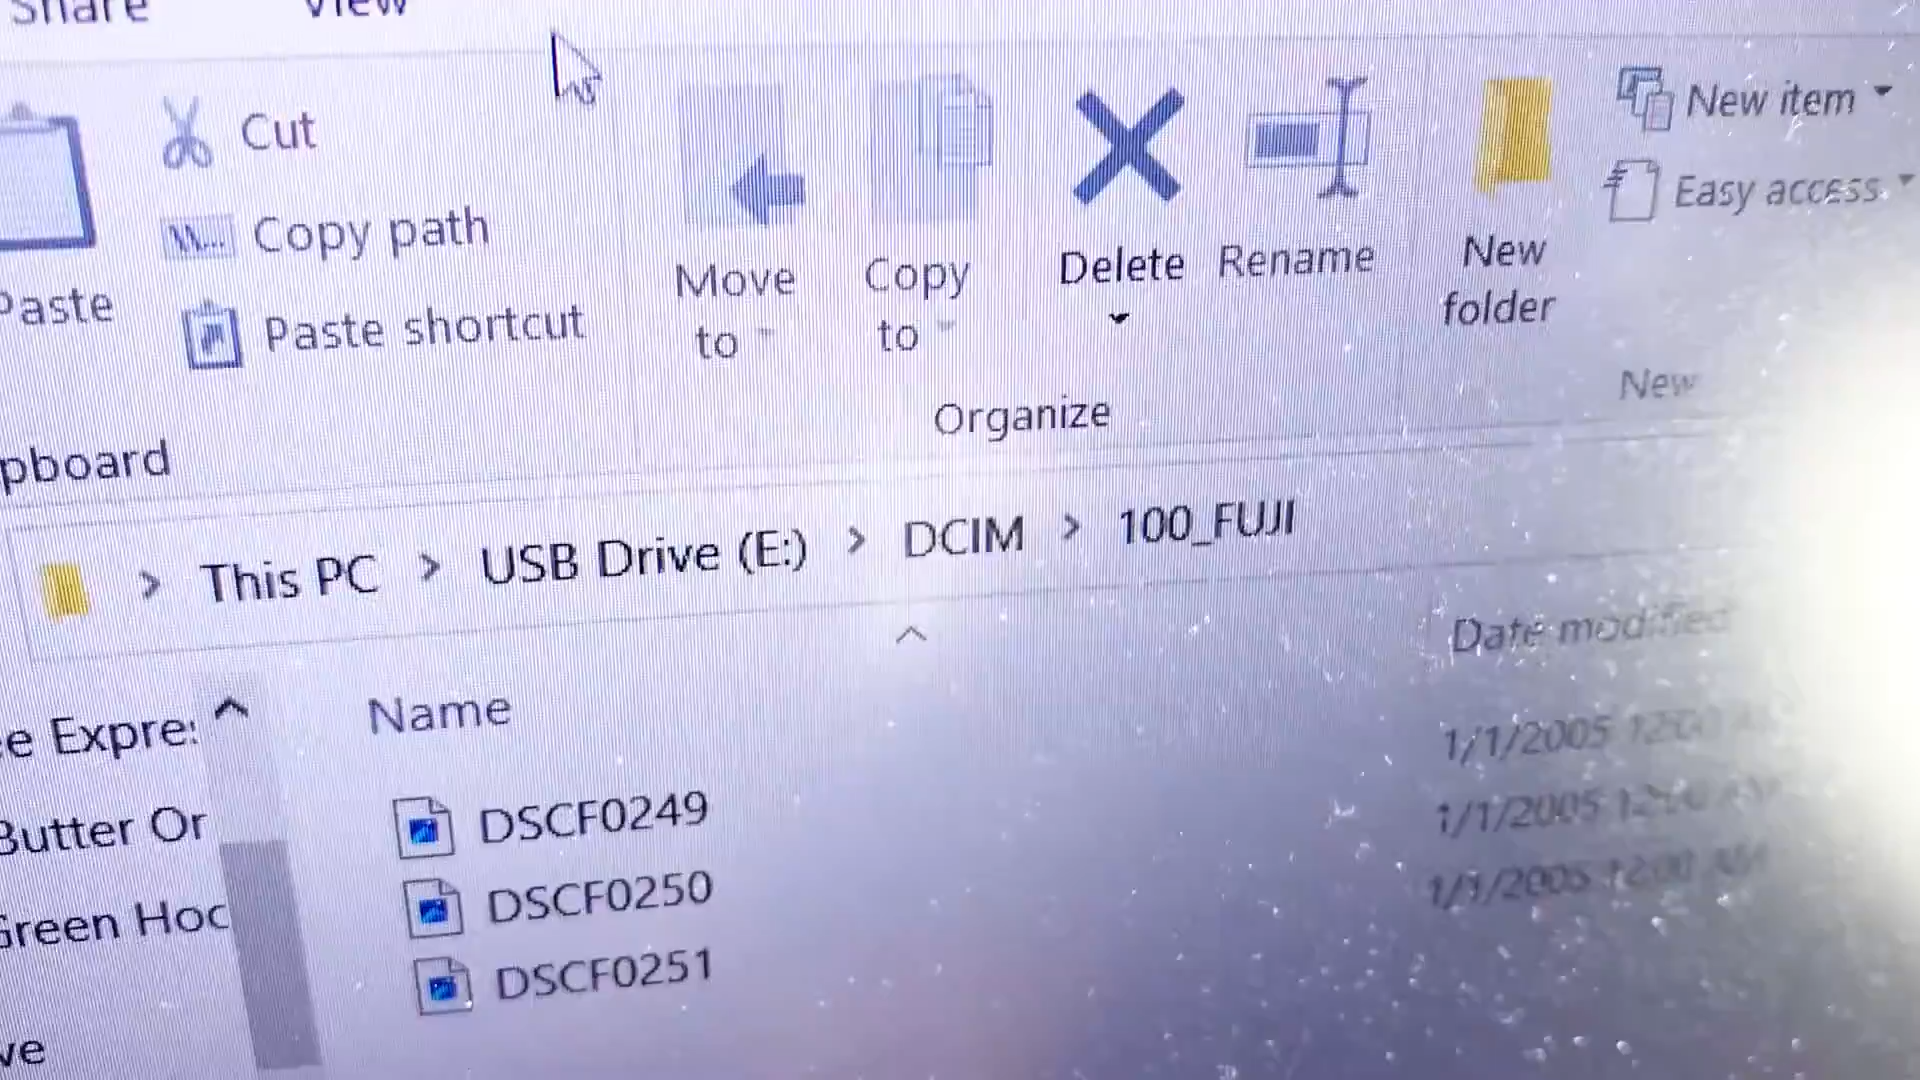 Share View
Cut
Copy path
Paste
Paste shortcut
Move to
Copy to
Delete
Rename
New folder
New item
Easy access
pboard
Organize
New
This PC > USB Drive (E:) > DCIM > 100_FUJI
Name
Date modified
e Expre
Butter Or
Green Hoc
ve
DSCF0249 1/1/2005
DSCF0250 1/1/2005
DSCF0251 1/1/2005